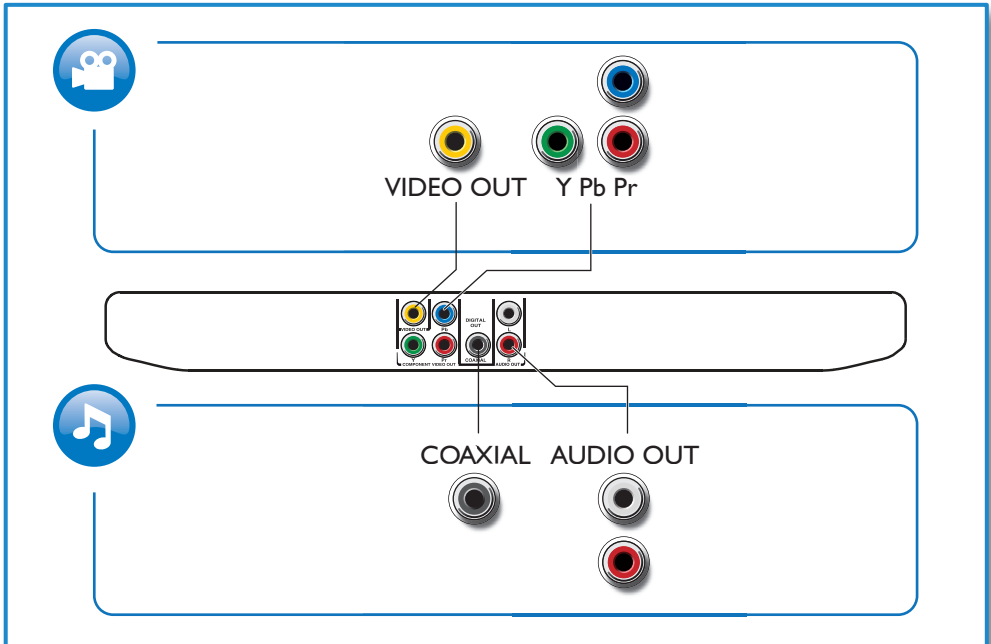 VIDEO OUT
Y Pb Pr
DIGITAL
OUT
VIDEO OUT
Pb
L
Y
Pr
COAXIAL
R
COMPONENT VIDEO OUT
AUDIO OUT
COAXIAL
AUDIO OUT